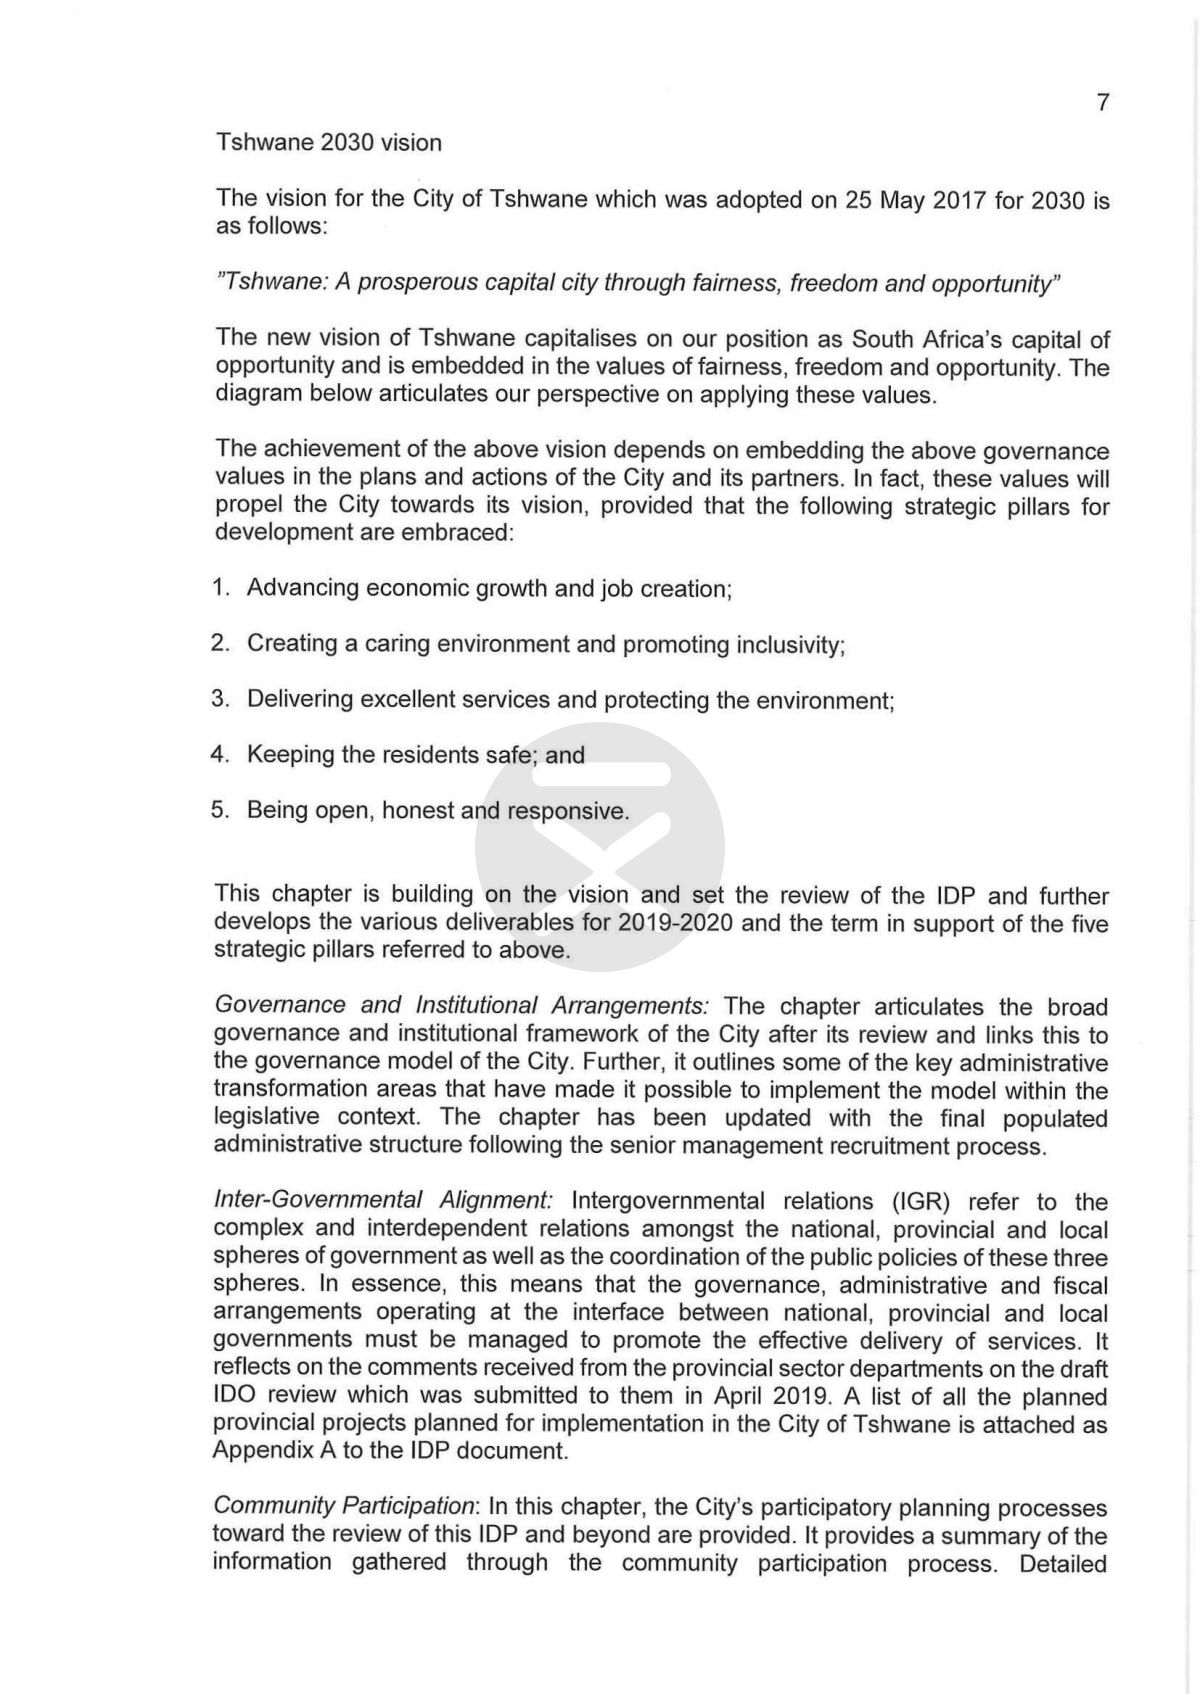 7
Tshwane 2030 vision
The vision for the City of Tshwane which was adopted on 25 May 2017 for 2030 is
as follows:
”Tshwane: A prosperous capital city through fairness, freedom and opportunity”
The new vision of Tshwane capitalises on our position as South Africa’s capital of
opportunity and is embedded in the values of fairness, freedom and opportunity. The
diagram below articulates our perspective on applying these values.
The achievement of the above vision depends on embedding the above governance
values in the plans and actions of the City and its partners. In fact, these values will
propel the City towards its vision, provided that the following strategic pillars for
development are embraced:
1. Advancing economic growth and job creation;
2. Creating a caring environment and promoting inclusivity;
3. Delivering excellent services and protecting the environment;
4. Keeping the residents safe; and
5. Being open, honest and responsive.
This chapter is building on the vision and set the review of the IDP and further
develops the various deliverables for 2019-2020 and the term in support of the five
strategic pillars referred to above.
Governance and Institutional Arrangements: The chapter articulates the broad
governance and institutional framework of the City after its review and links this to
the governance model of the City. Further, it outlines some of the key administrative
transformation areas that have made it possible to implement the model within the
legislative context. The chapter has been updated with the final populated
administrative structure following the senior management recruitment process.
Inter-Governmental Alignment: Intergovernmental relations (IGR) refer to the
complex and interdependent relations amongst the national, provincial and local
spheres of government as well as the coordination of the public policies of these three
spheres. In essence, this means that the governance, administrative and fiscal
arrangements operating at the interface between national, provincial and local
governments must be managed to promote the effective delivery of services. It
reflects on the comments received from the provincial sector departments on the draft
IDO review which was submitted to them in April 2019. A list of all the planned
provincial projects planned for implementation in the City of Tshwane is attached as
Appendix A to the IDP document.
Community Participation: In this chapter, the City’s participatory planning processes
toward the review of this IDP and beyond are provided. It provides a summary of the
information gathered through the community participation process. Detailed